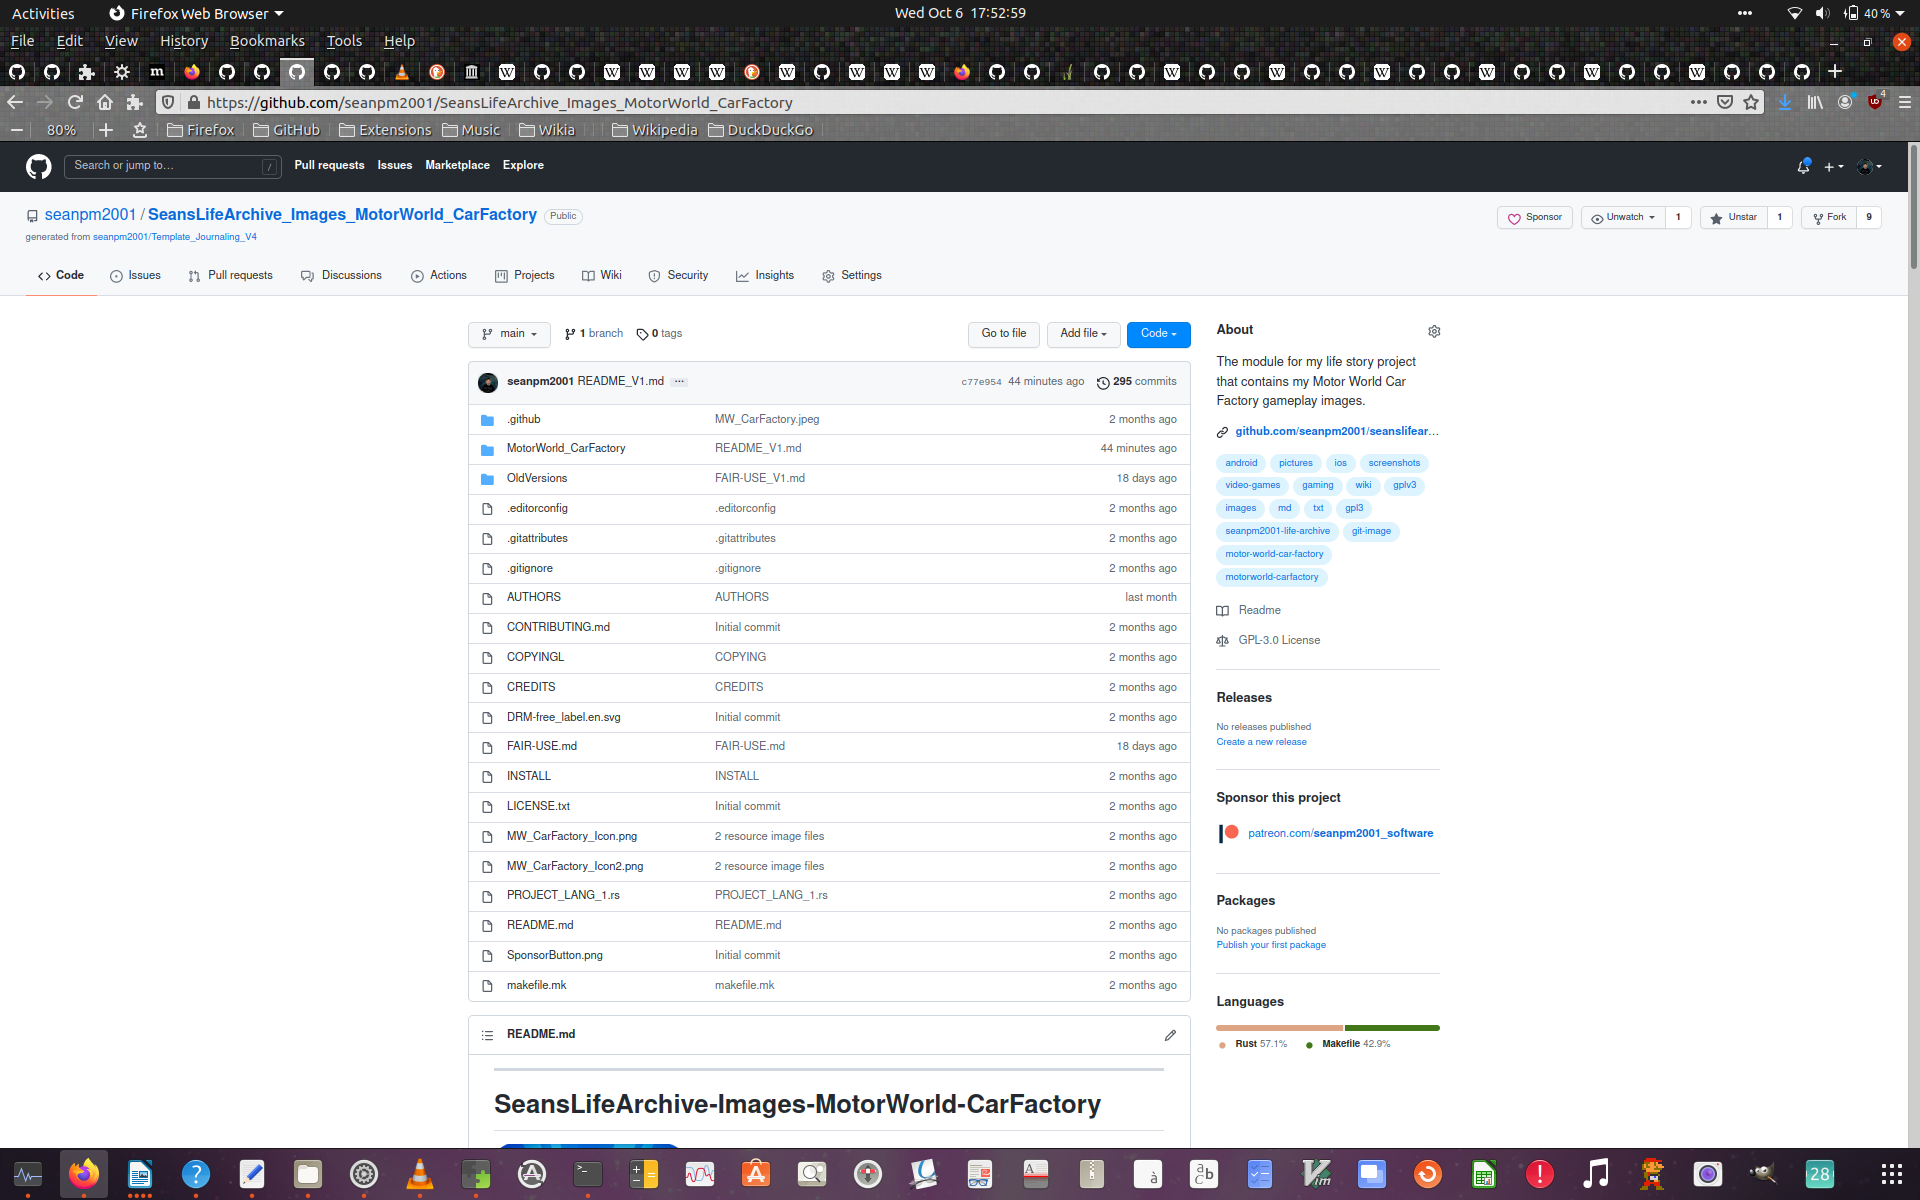 Activities Firefox Web Browser Wed Oct 6 17:52:59 40 %
File Edit View History Bookmarks Tools Help
https://github.com/seanpm2001/SeansLifeArchive_Images_MotorWorld_CarFactory 4
80% Firefox GitHub Extensions Music Wikia Wikipedia DuckDuckGo
Search or jump to... / Pull requests Issues Marketplace Explore
seanpm2001 / SeansLifeArchive_Images_MotorWorld_CarFactory Public Sponsor Unwatch 1 Unstar 1 Fork 9
generated from seanpm2001/Template_Journaling_V4
Code Issues Pull requests Discussions Actions Projects Wiki Security Insights Settings
main 1 branch 0 tags Go to file Add file Code
seanpm2001 README_V1.md ... c77e954 44 minutes ago 295 commits
.github MW_CarFactory.jpeg 2 months ago
MotorWorld_CarFactory README_V1.md 44 minutes ago
OldVersions FAIR-USE_V1.md 18 days ago
.editorconfig .editorconfig 2 months ago
.gitattributes .gitattributes 2 months ago
.gitignore .gitignore 2 months ago
AUTHORS AUTHORS last month
CONTRIBUTING.md Initial commit 2 months ago
COPYINGL COPYING 2 months ago
CREDITS CREDITS 2 months ago
DRM-free_label.en.svg Initial commit 2 months ago
FAIR-USE.md FAIR-USE.md 18 days ago
INSTALL INSTALL 2 months ago
LICENSE.txt Initial commit 2 months ago
MW_CarFactory_Icon.png 2 resource image files 2 months ago
MW_CarFactory_Icon2.png 2 resource image files 2 months ago
PROJECT_LANG_1.rs PROJECT_LANG_1.rs 2 months ago
README.md README.md 2 months ago
SponsorButton.png Initial commit 2 months ago
makefile.mk makefile.mk 2 months ago
README.md
SeansLifeArchive-Images-MotorWorld-CarFactory
About
The module for my life story project
that contains my Motor World Car
Factory gameplay images.
github.com/seanpm2001/seanslifear...
android pictures ios screenshots
video-games gaming wiki gplv3
images md txt gpl3
seanpm2001-life-archive git-image
motor-world-car-factory
motorworld-carfactory
Readme
GPL-3.0 License
Releases
No releases published
Create a new release
Sponsor this project
patreon.com/seanpm2001_software
Packages
No packages published
Publish your first package
Languages
Rust 57.1% Makefile 42.9%
28